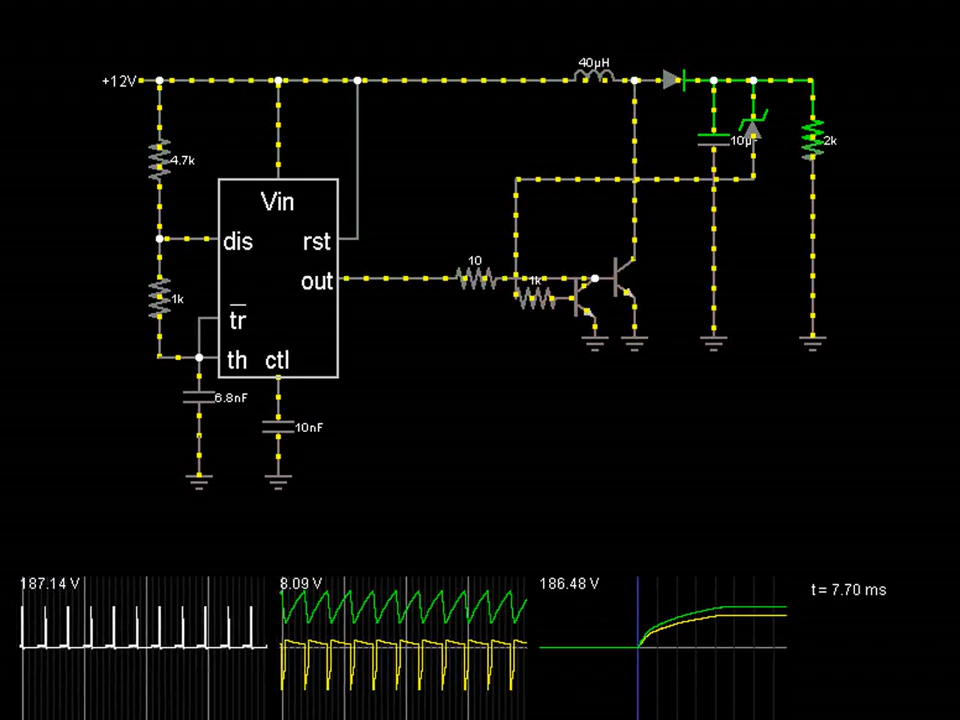 40µH
+12V
10µF
2k
4.7k
Vin
dis
rst
10
out
1k
1k
tr
th
ctl
6.8nF
10nF
187.14 V
8.09 V
186.48 V
t = 7.70 ms